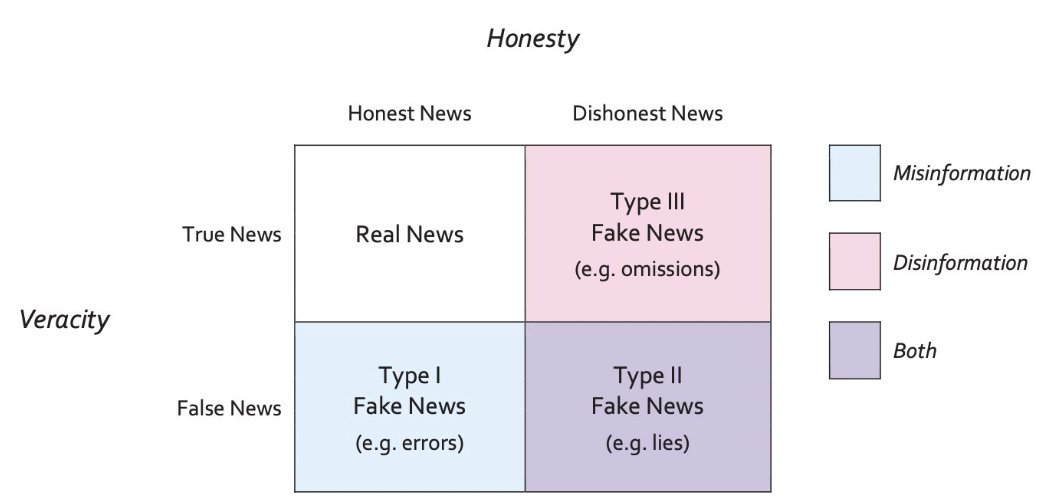 Honesty
Honest News
Dishonest News
True News
Real News
Type III
Fake News
(e.g. omissions)
Veracity
False News
Type I
Fake News
(e.g. errors)
Type II
Fake News
(e.g. lies)
Misinformation
Disinformation
Both